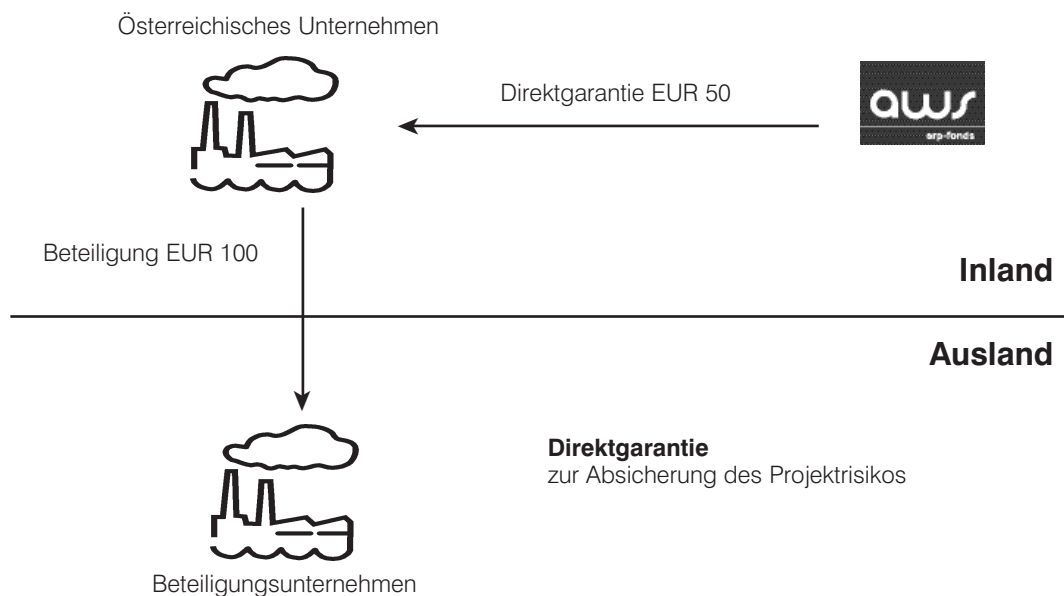 Österreichisches Unternehmen
Direktgarantie EUR 50
aws
erp-fonds
Beteiligung EUR 100
Inland
Ausland
Direktgarantie
zur Absicherung des Projektrisikos
Beteiligungsunternehmen